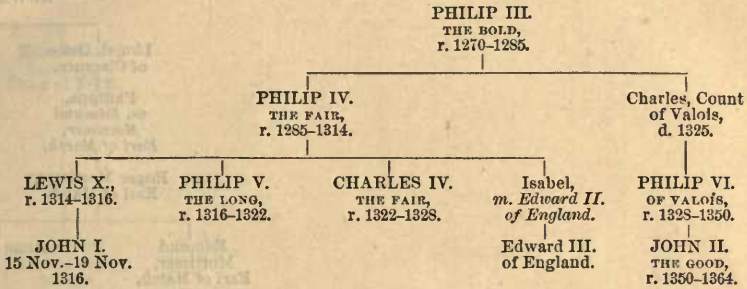 PHILIP III.
THE BOLD,
r. 1270–1285.
PHILIP IV.
THE FAIR,
r. 1285–1314.
Charles, Count
of Valois,
d. 1325.
LEWIS X.,
r. 1314–1316.
PHILIP V.
THE LONG,
r. 1316–1322.
CHARLES IV.
THE FAIR,
r. 1322–1328.
Isabel,
m. Edward II.
of England.
PHILIP VI.
OF VALOIS,
r. 1328–1350.
JOHN I.
15 Nov.–19 Nov.
1316.
Edward III.
of England.
JOHN II.
THE GOOD,
r. 1350–1364.